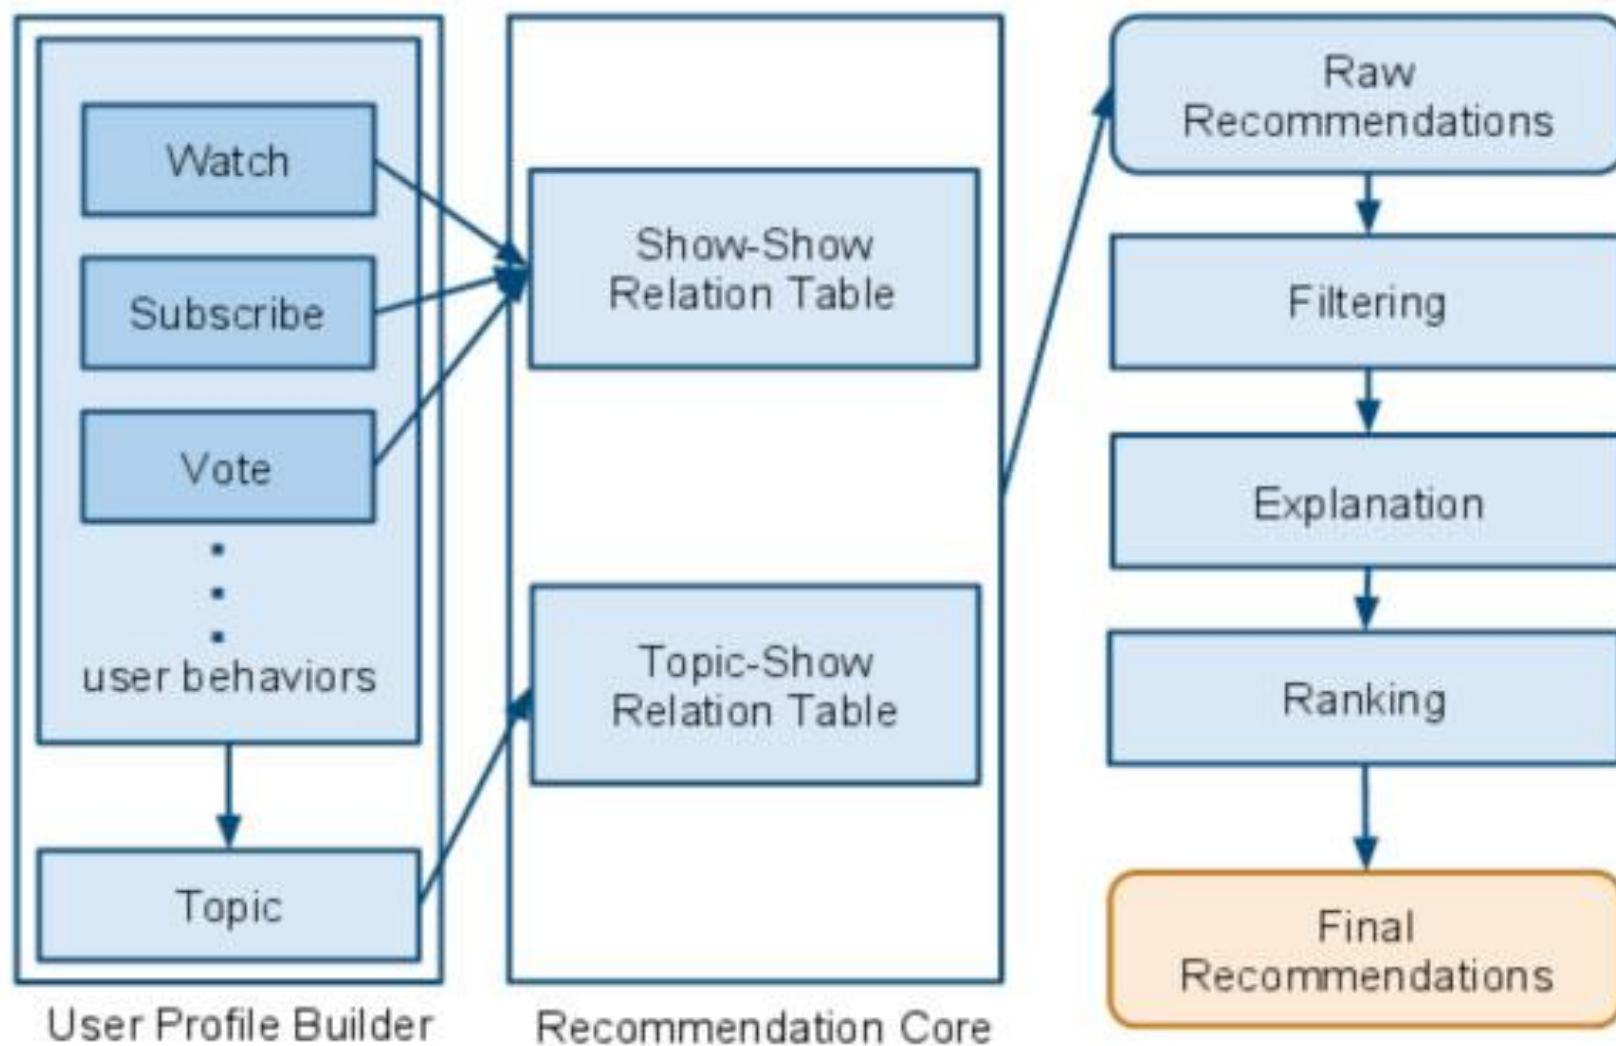 Watch
Subscribe
Vote
user behaviors
Topic
User Profile Builder
Show-Show
Relation Table
Topic-Show
Relation Table
Recommendation Core
Raw
Recommendations
Filtering
Explanation
Ranking
Final
Recommendations